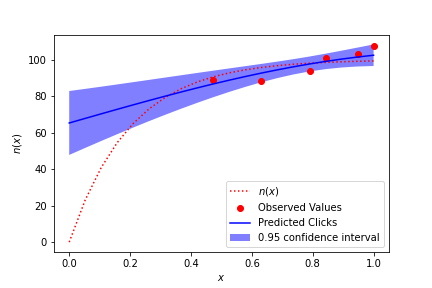 100
80
60
40
20
0
n(x)
0.0 0.2 0.4 0.6 0.8 1.0
x
n(x)
Observed Values
Predicted Clicks
0.95 confidence interval